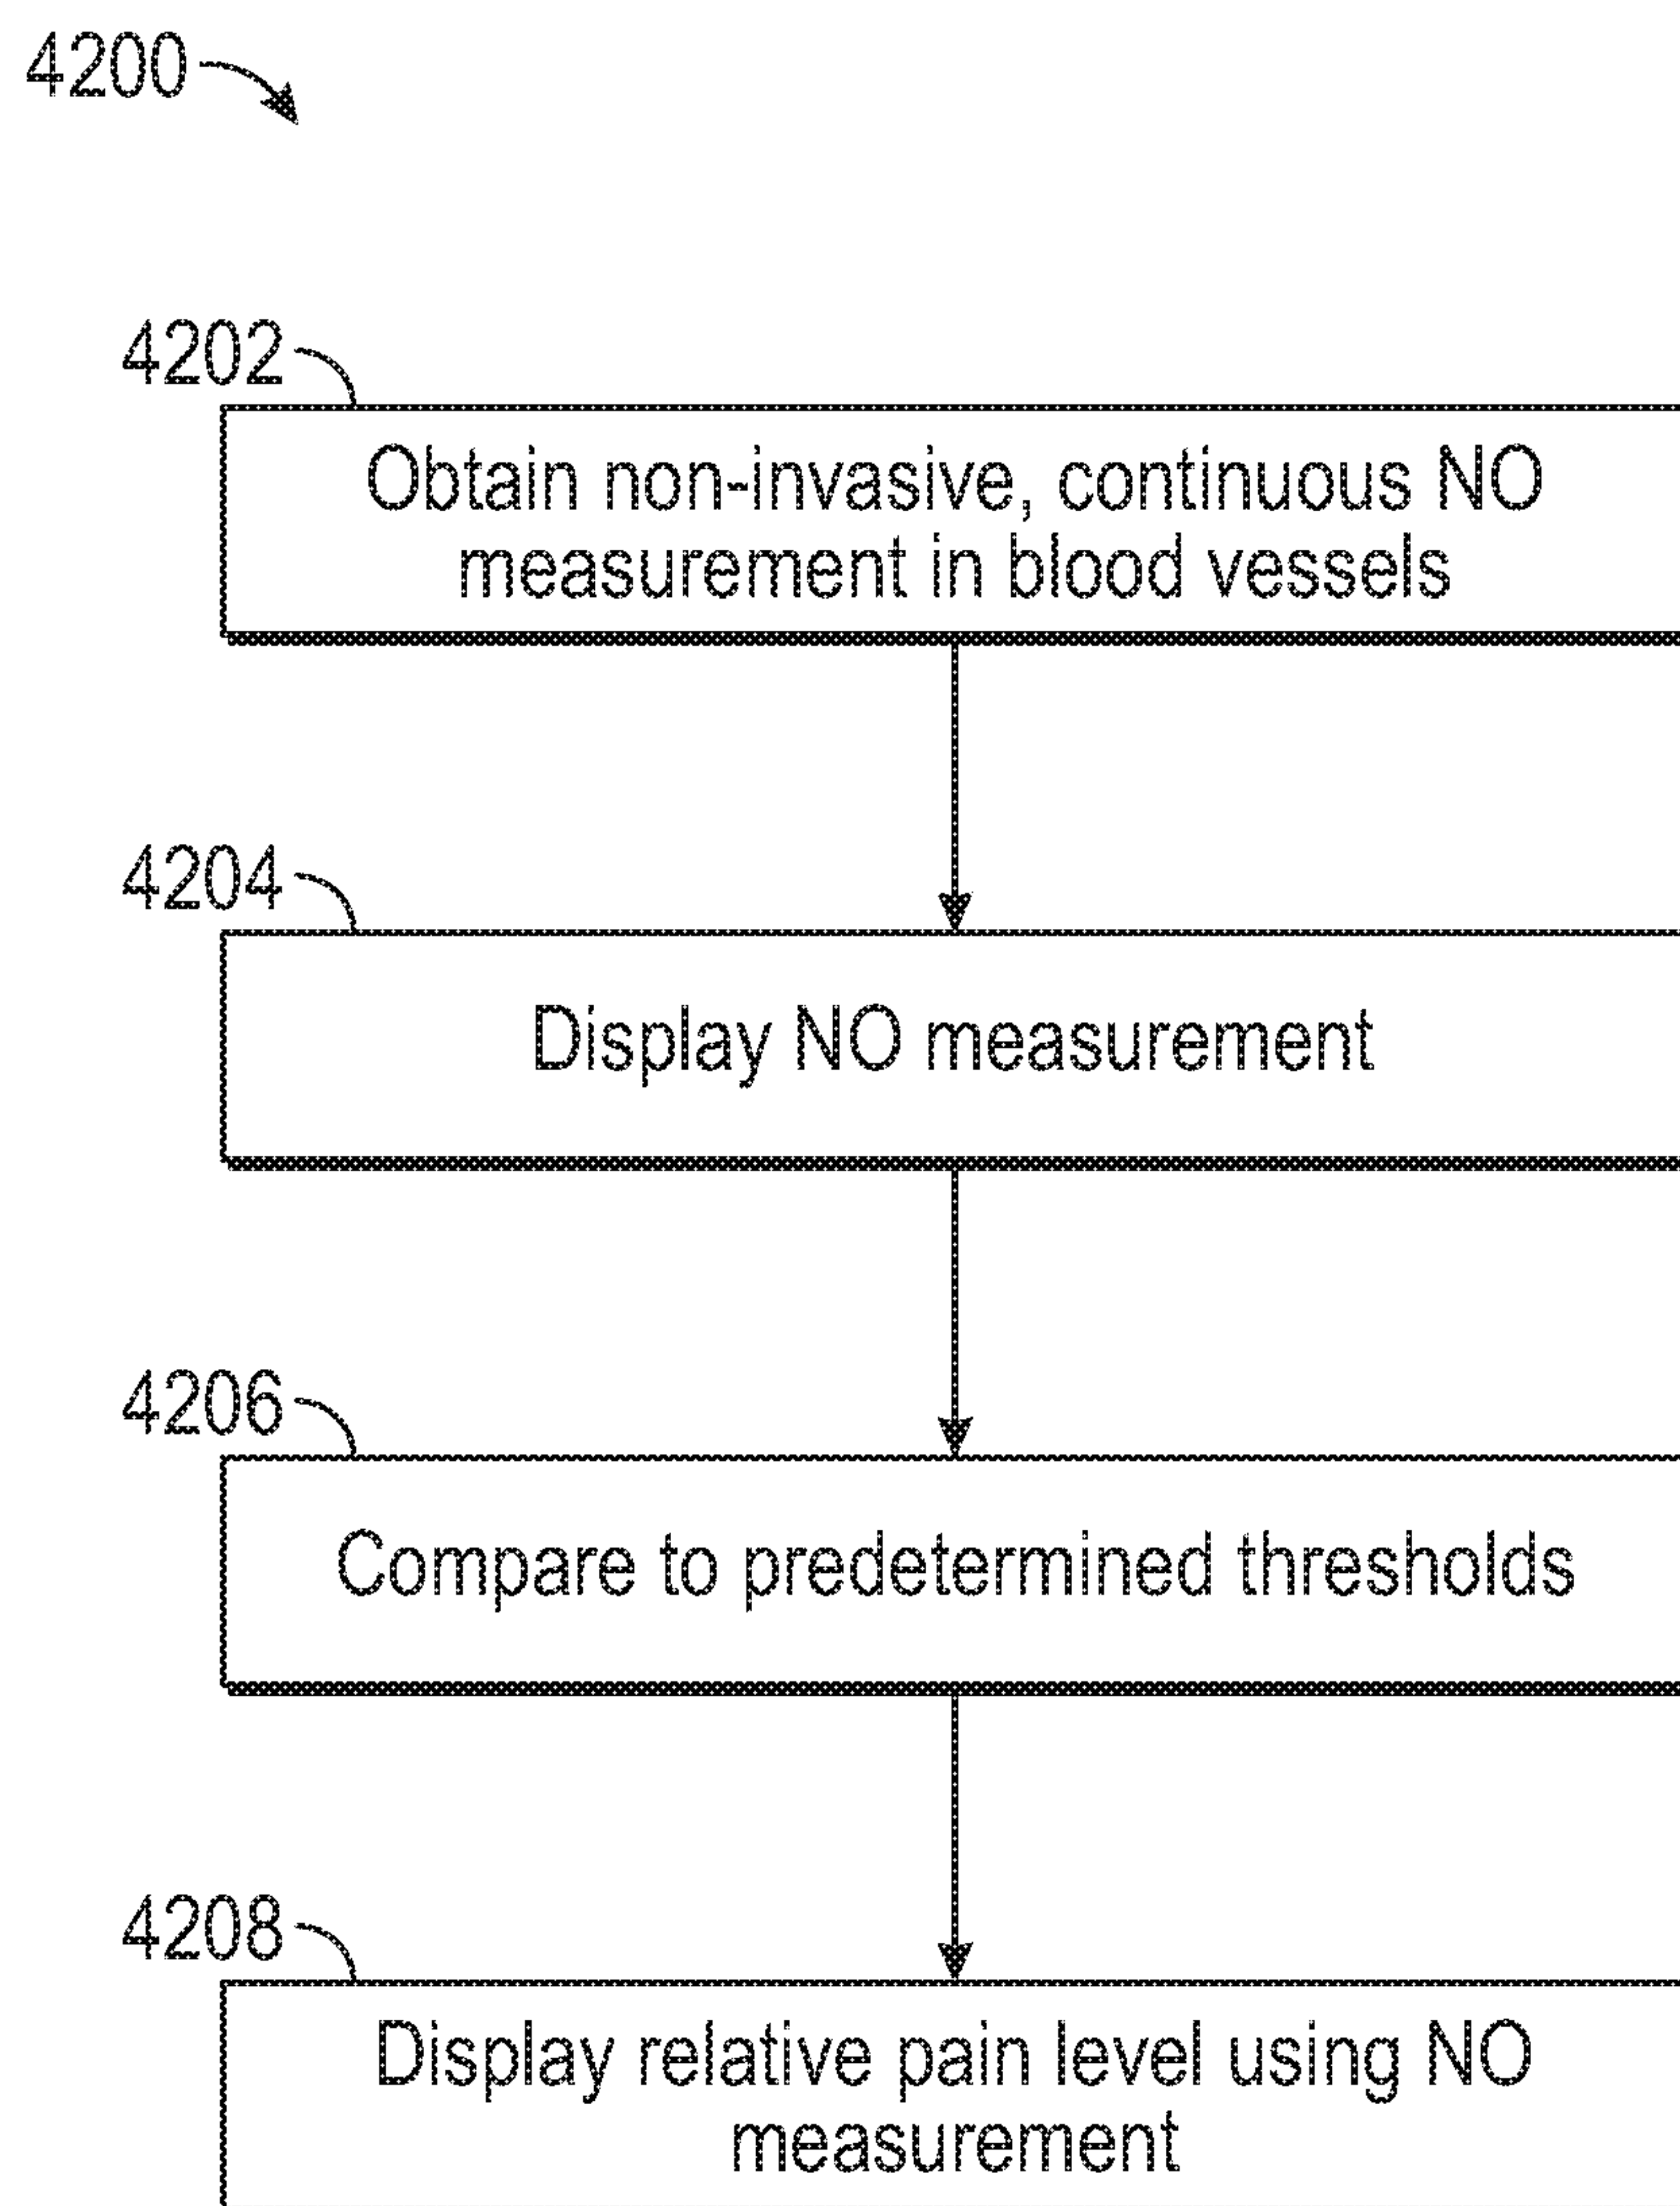 4200
4202
Obtain non-invasive, continuous NO
measurement in blood vessels
4204
Display NO measurement
4206
Compare to predetermined thresholds
4208
Display relative pain level using NO
measurement